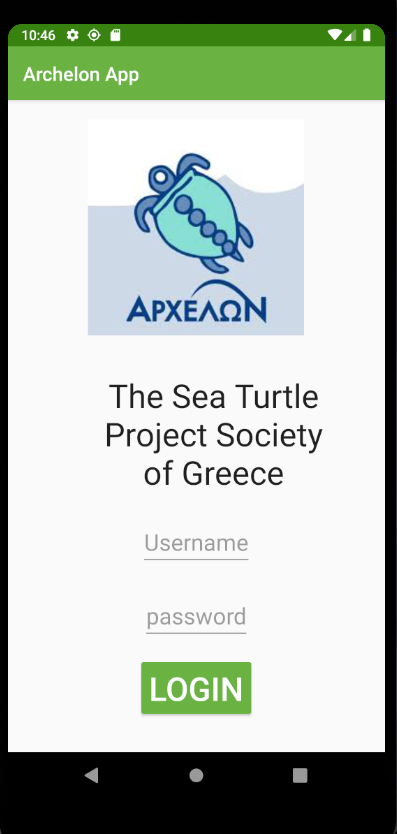 10:46
Archelon App
ΑΡΧΕΛΩΝ
The Sea Turtle
Project Society
of Greece
Username
password
LOGIN